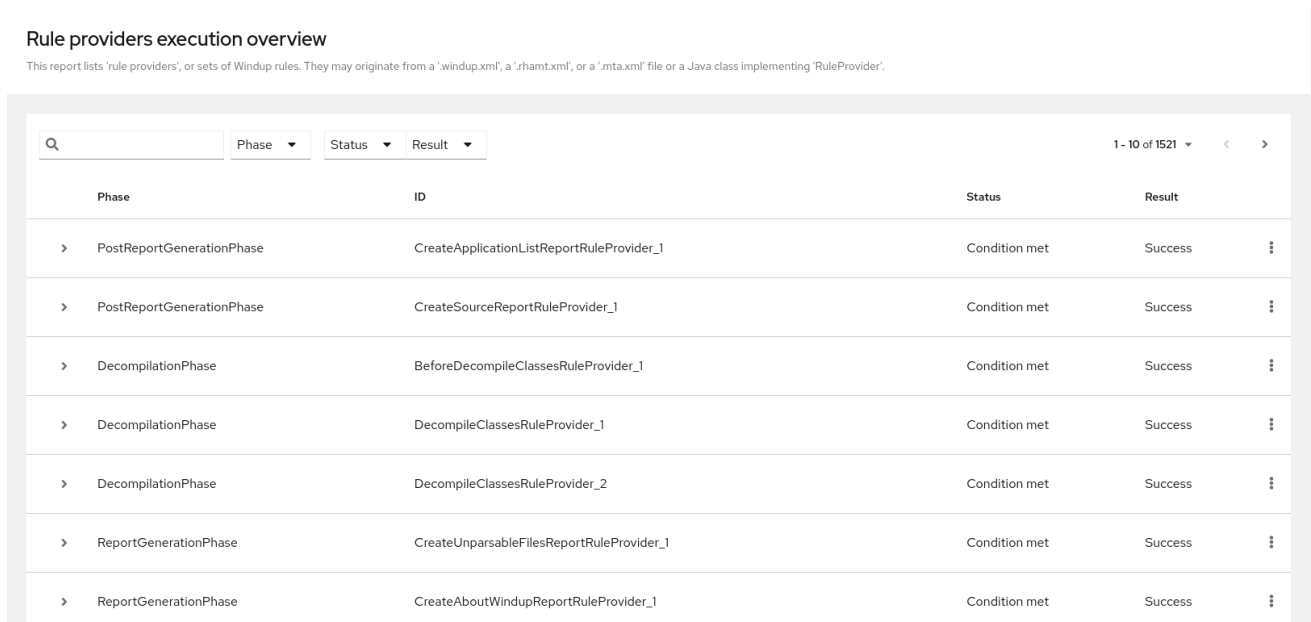 Rule providers execution overview
This report lists 'rule providers', or sets of Windup rules. They may originate from a '.windup.xml', a '.rhamt.xml', or a '.mta.xml' file or a Java class implementing 'RuleProvider'.
Phase Status Result 1 - 10 of 1521
Phase ID Status Result
PostReportGenerationPhase CreateApplicationListReportRuleProvider_1 Condition met Success
PostReportGenerationPhase CreateSourceReportRuleProvider_1 Condition met Success
DecompilationPhase BeforeDecompileClassesRuleProvider_1 Condition met Success
DecompilationPhase DecompileClassesRuleProvider_1 Condition met Success
DecompilationPhase DecompileClassesRuleProvider_2 Condition met Success
ReportGenerationPhase CreateUnparsableFilesReportRuleProvider_1 Condition met Success
ReportGenerationPhase CreateAboutWindupReportRuleProvider_1 Condition met Success